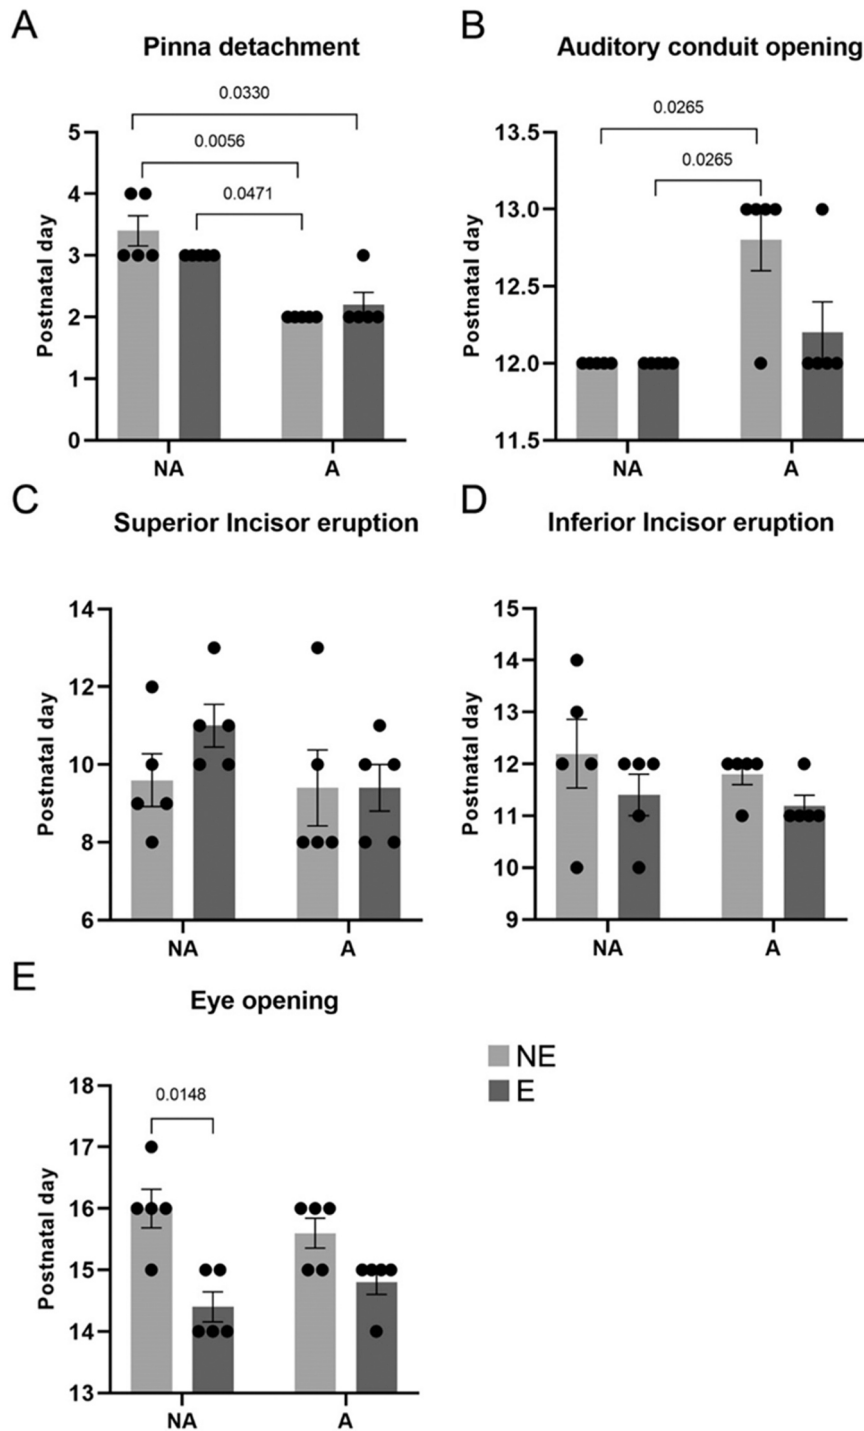 A
Pinna detachment
0.0330
0.0056
0.0471
Postnatal day
5
4
3
2
1
0
NA
A
B
Auditory conduit opening
0.0265
0.0265
Postnatal day
13.5
13.0
12.5
12.0
11.5
NA
A
C
Superior Incisor eruption
Postnatal day
14
12
10
8
6
NA
A
D
Inferior Incisor eruption
Postnatal day
15
14
13
12
11
10
9
NA
A
E
Eye opening
0.0148
Postnatal day
18
17
16
15
14
13
NA
A
NE
E